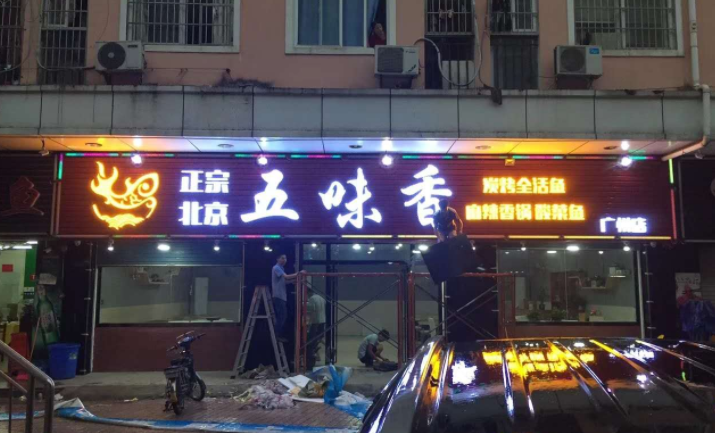 正宗
北京
五味香
炭烤全活鱼
麻辣香锅 酸菜鱼
广州店